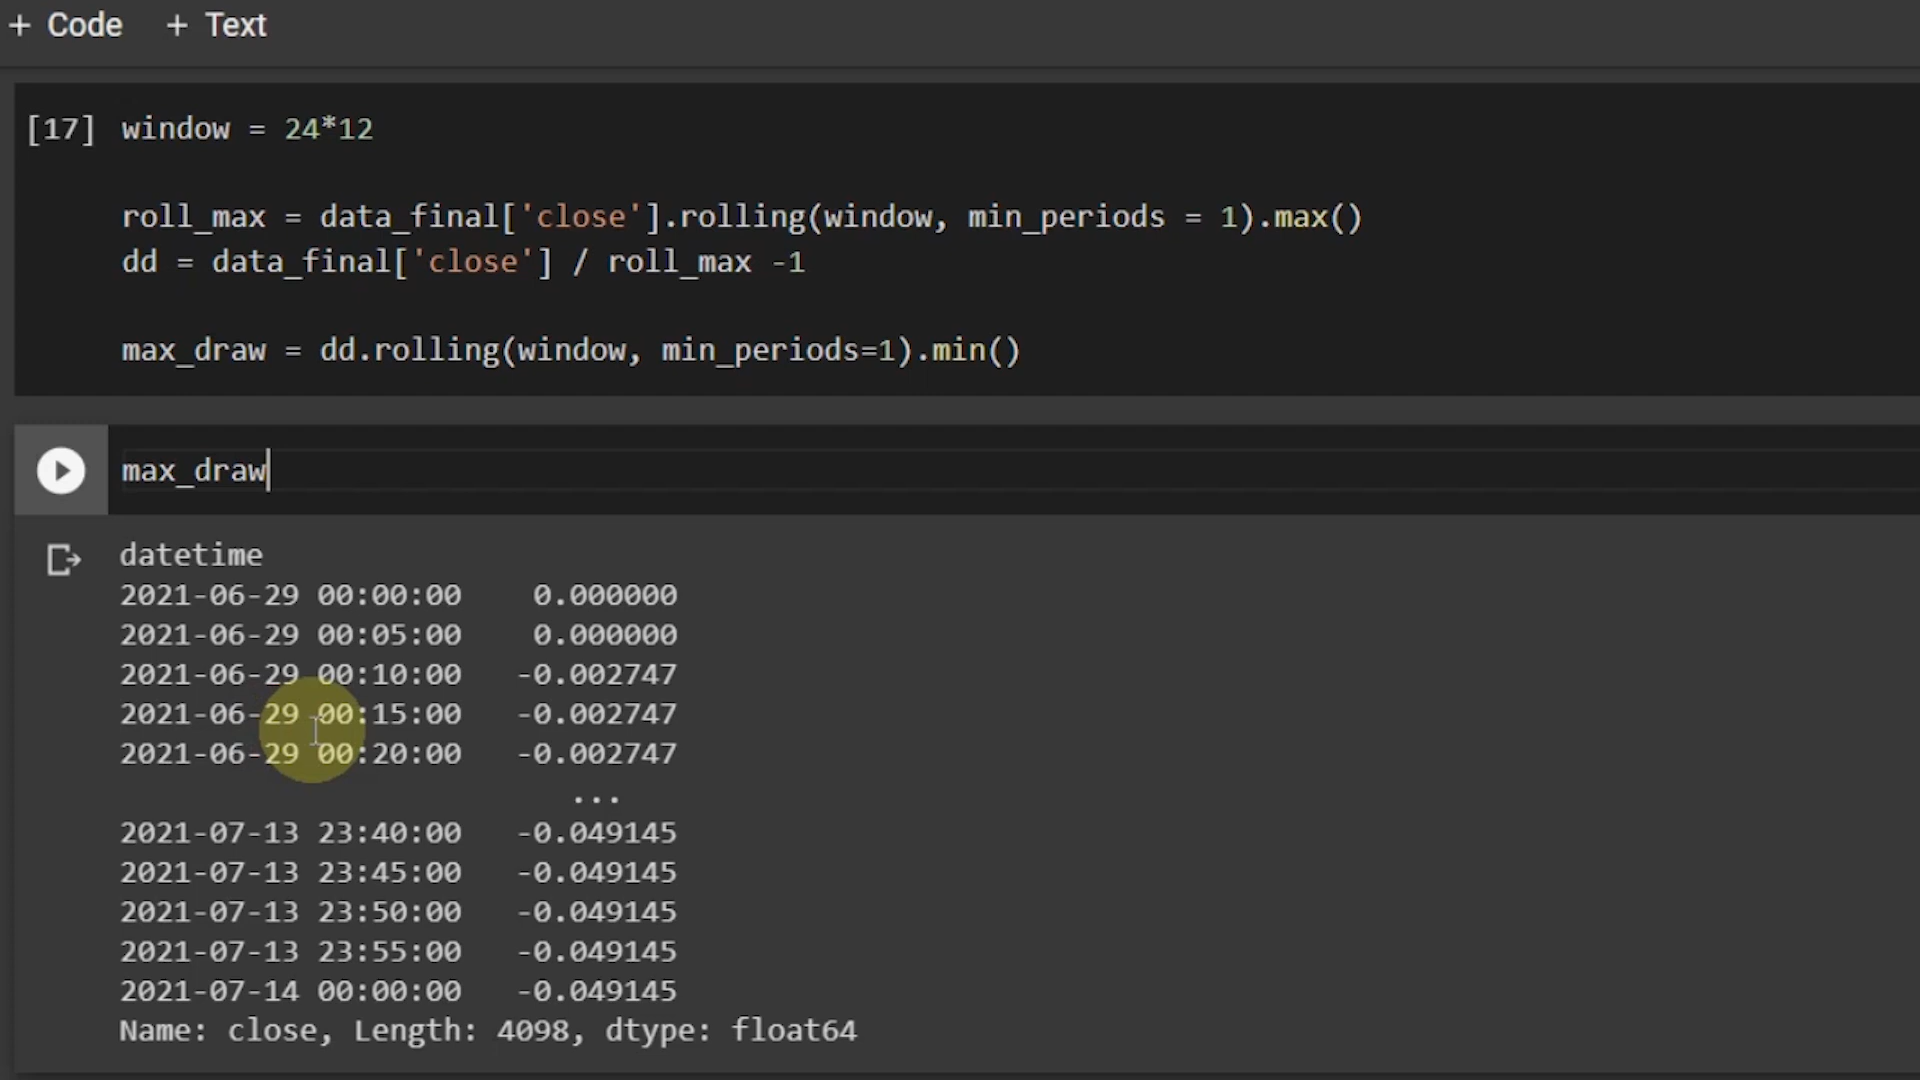 + Code + Text
[17] window = 24*12
roll_max = data_final['close'].rolling(window, min_periods = 1).max()
dd = data_final['close'] / roll_max -1
max_draw = dd.rolling(window, min_periods=1).min()
max_draw
datetime
2021-06-29 00:00:00 0.000000
2021-06-29 00:05:00 0.000000
2021-06-29 00:10:00 -0.002747
2021-06-29 00:15:00 -0.002747
2021-06-29 00:20:00 -0.002747
...
2021-07-13 23:40:00 -0.049145
2021-07-13 23:45:00 -0.049145
2021-07-13 23:50:00 -0.049145
2021-07-13 23:55:00 -0.049145
2021-07-14 00:00:00 -0.049145
Name: close, Length: 4098, dtype: float64